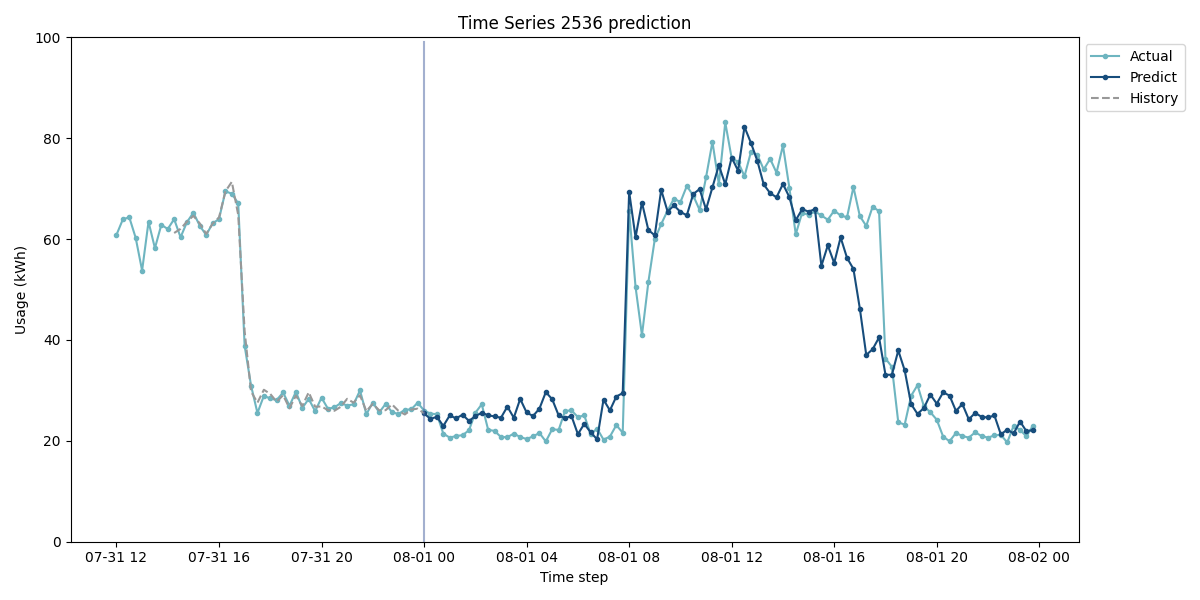 Time Series 2536 prediction
100
80
60
40
20
0
Usage (kWh)
07-31 12
07-31 16
07-31 20
08-01 00
08-01 04
08-01 08
08-01 12
08-01 16
08-01 20
08-02 00
Time step
Actual
Predict
History